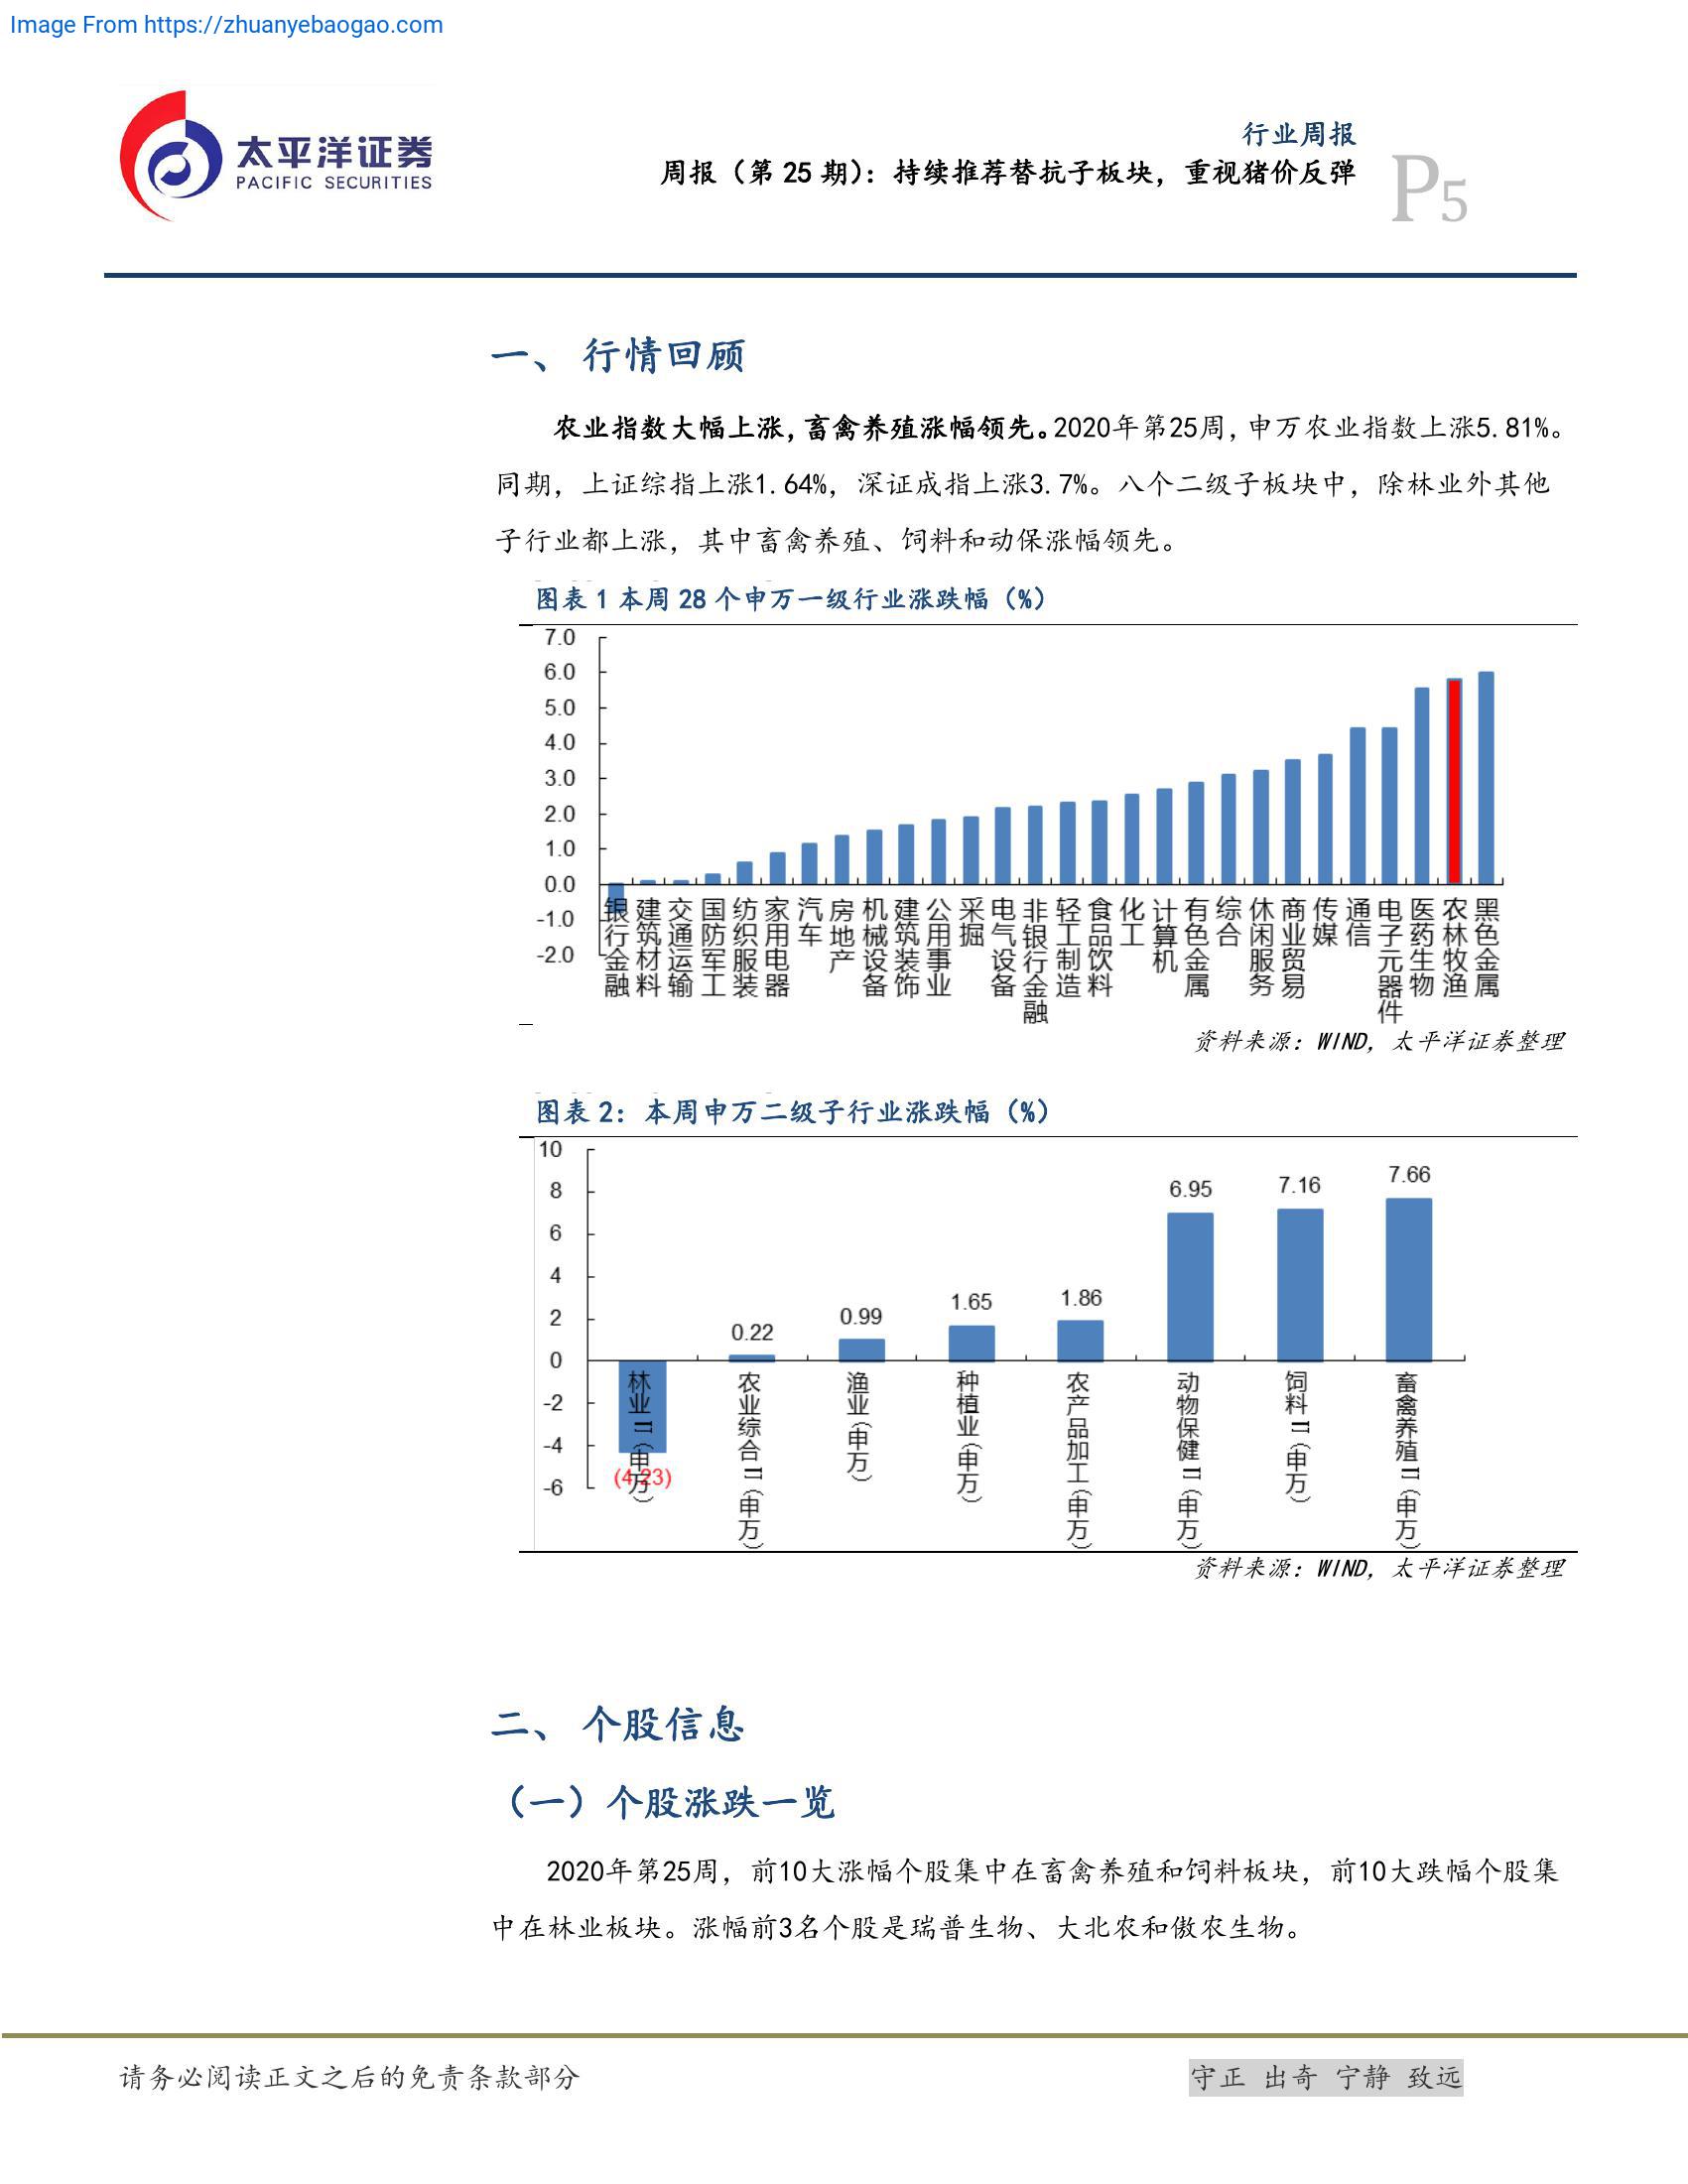 Image From https://zhuanyebaogao.com
太平洋证券
PACIFIC SECURITIES
行业周报
周报（第 25 期）：持续推荐替抗子板块，重视猪价反弹
P5
一、 行情回顾
农业指数大幅上涨，畜禽养殖涨幅领先。2020年第25周，申万农业指数上涨5.81%。
同期，上证综指上涨1.64%，深证成指上涨3.7%。八个二级子板块中，除林业外其他
子行业都上涨，其中畜禽养殖、饲料和动保涨幅领先。
图表 1 本周 28 个申万一级行业涨跌幅（%）
7.0
6.0
5.0
4.0
3.0
2.0
1.0
0.0
-1.0
-2.0
银行金融
建筑材料
交通运输
国防军工
纺织服装
家用电器
汽车
房地产
机械设备
建筑装饰
公用事业
采掘
电气设备
非银行金融
轻工制造
食品饮料
化工
计算机
有色金属
综合
休闲服务
商业贸易
传媒
通信
电子元器件
医药生物
农林牧渔
黑色金属
资料来源：WIND，太平洋证券整理
图表 2：本周申万二级子行业涨跌幅（%）
10
8
6
4
2
0
-2
-4
-6
(4.23)
0.22
0.99
1.65
1.86
6.95
7.16
7.66
林业II（申万）
农业综合II（申万）
渔业（申万）
种植业（申万）
农产品加工（申万）
动物保健II（申万）
饲料II（申万）
畜禽养殖II（申万）
资料来源：WIND，太平洋证券整理
二、 个股信息
（一）个股涨跌一览
2020年第25周，前10大涨幅个股集中在畜禽养殖和饲料板块，前10大跌幅个股集
中在林业板块。涨幅前3名个股是瑞普生物、大北农和傲农生物。
请务必阅读正文之后的免责条款部分
守正 出奇 宁静 致远